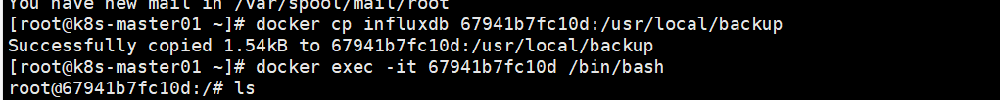 You have new mail in /var/spool/mail/root
[root@k8s-master01 ~]# docker cp influxdb 67941b7fc10d:/usr/local/backup
Successfully copied 1.54kB to 67941b7fc10d:/usr/local/backup
[root@k8s-master01 ~]# docker exec -it 67941b7fc10d /bin/bash
root@67941b7fc10d:/# ls